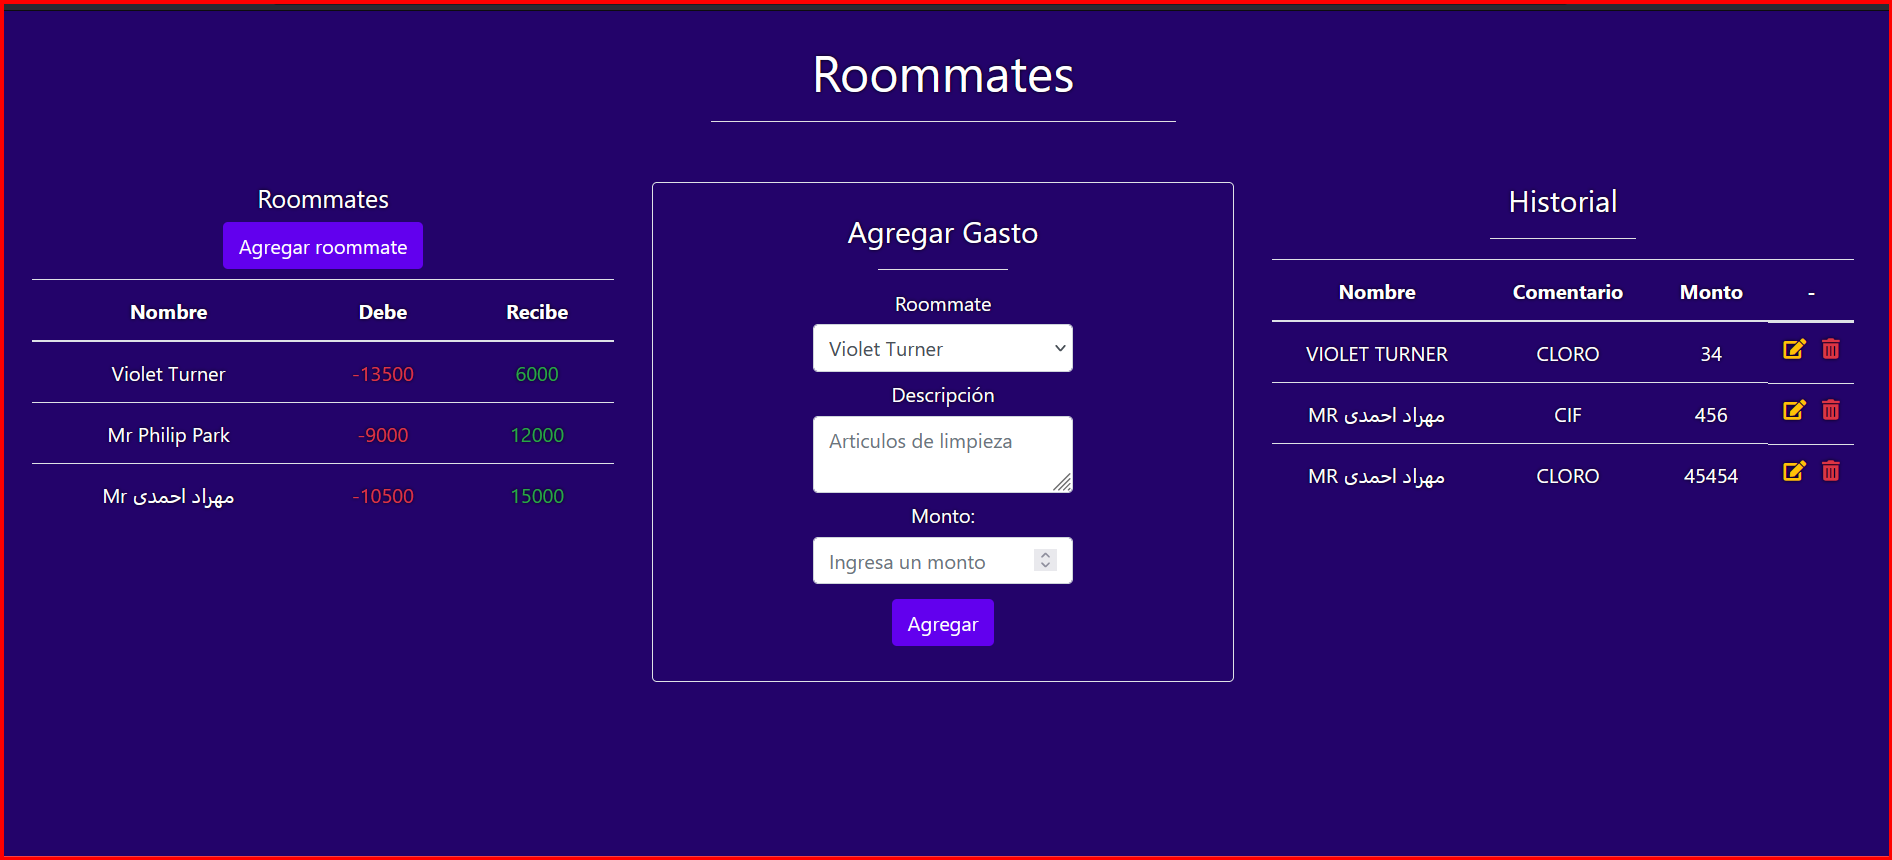 Roommates
Roommates
Agregar roommate
Nombre Debe Recibe
Violet Turner -13500 6000
Mr Philip Park -9000 12000
Mr مهراد احمدی -10500 15000
Agregar Gasto
Roommate
Violet Turner
Descripción
Articulos de limpieza
Monto:
Ingresa un monto
Agregar
Historial
Nombre Comentario Monto -
VIOLET TURNER CLORO 34
MR مهراد احمدی CIF 456
MR مهراد احمدی CLORO 45454